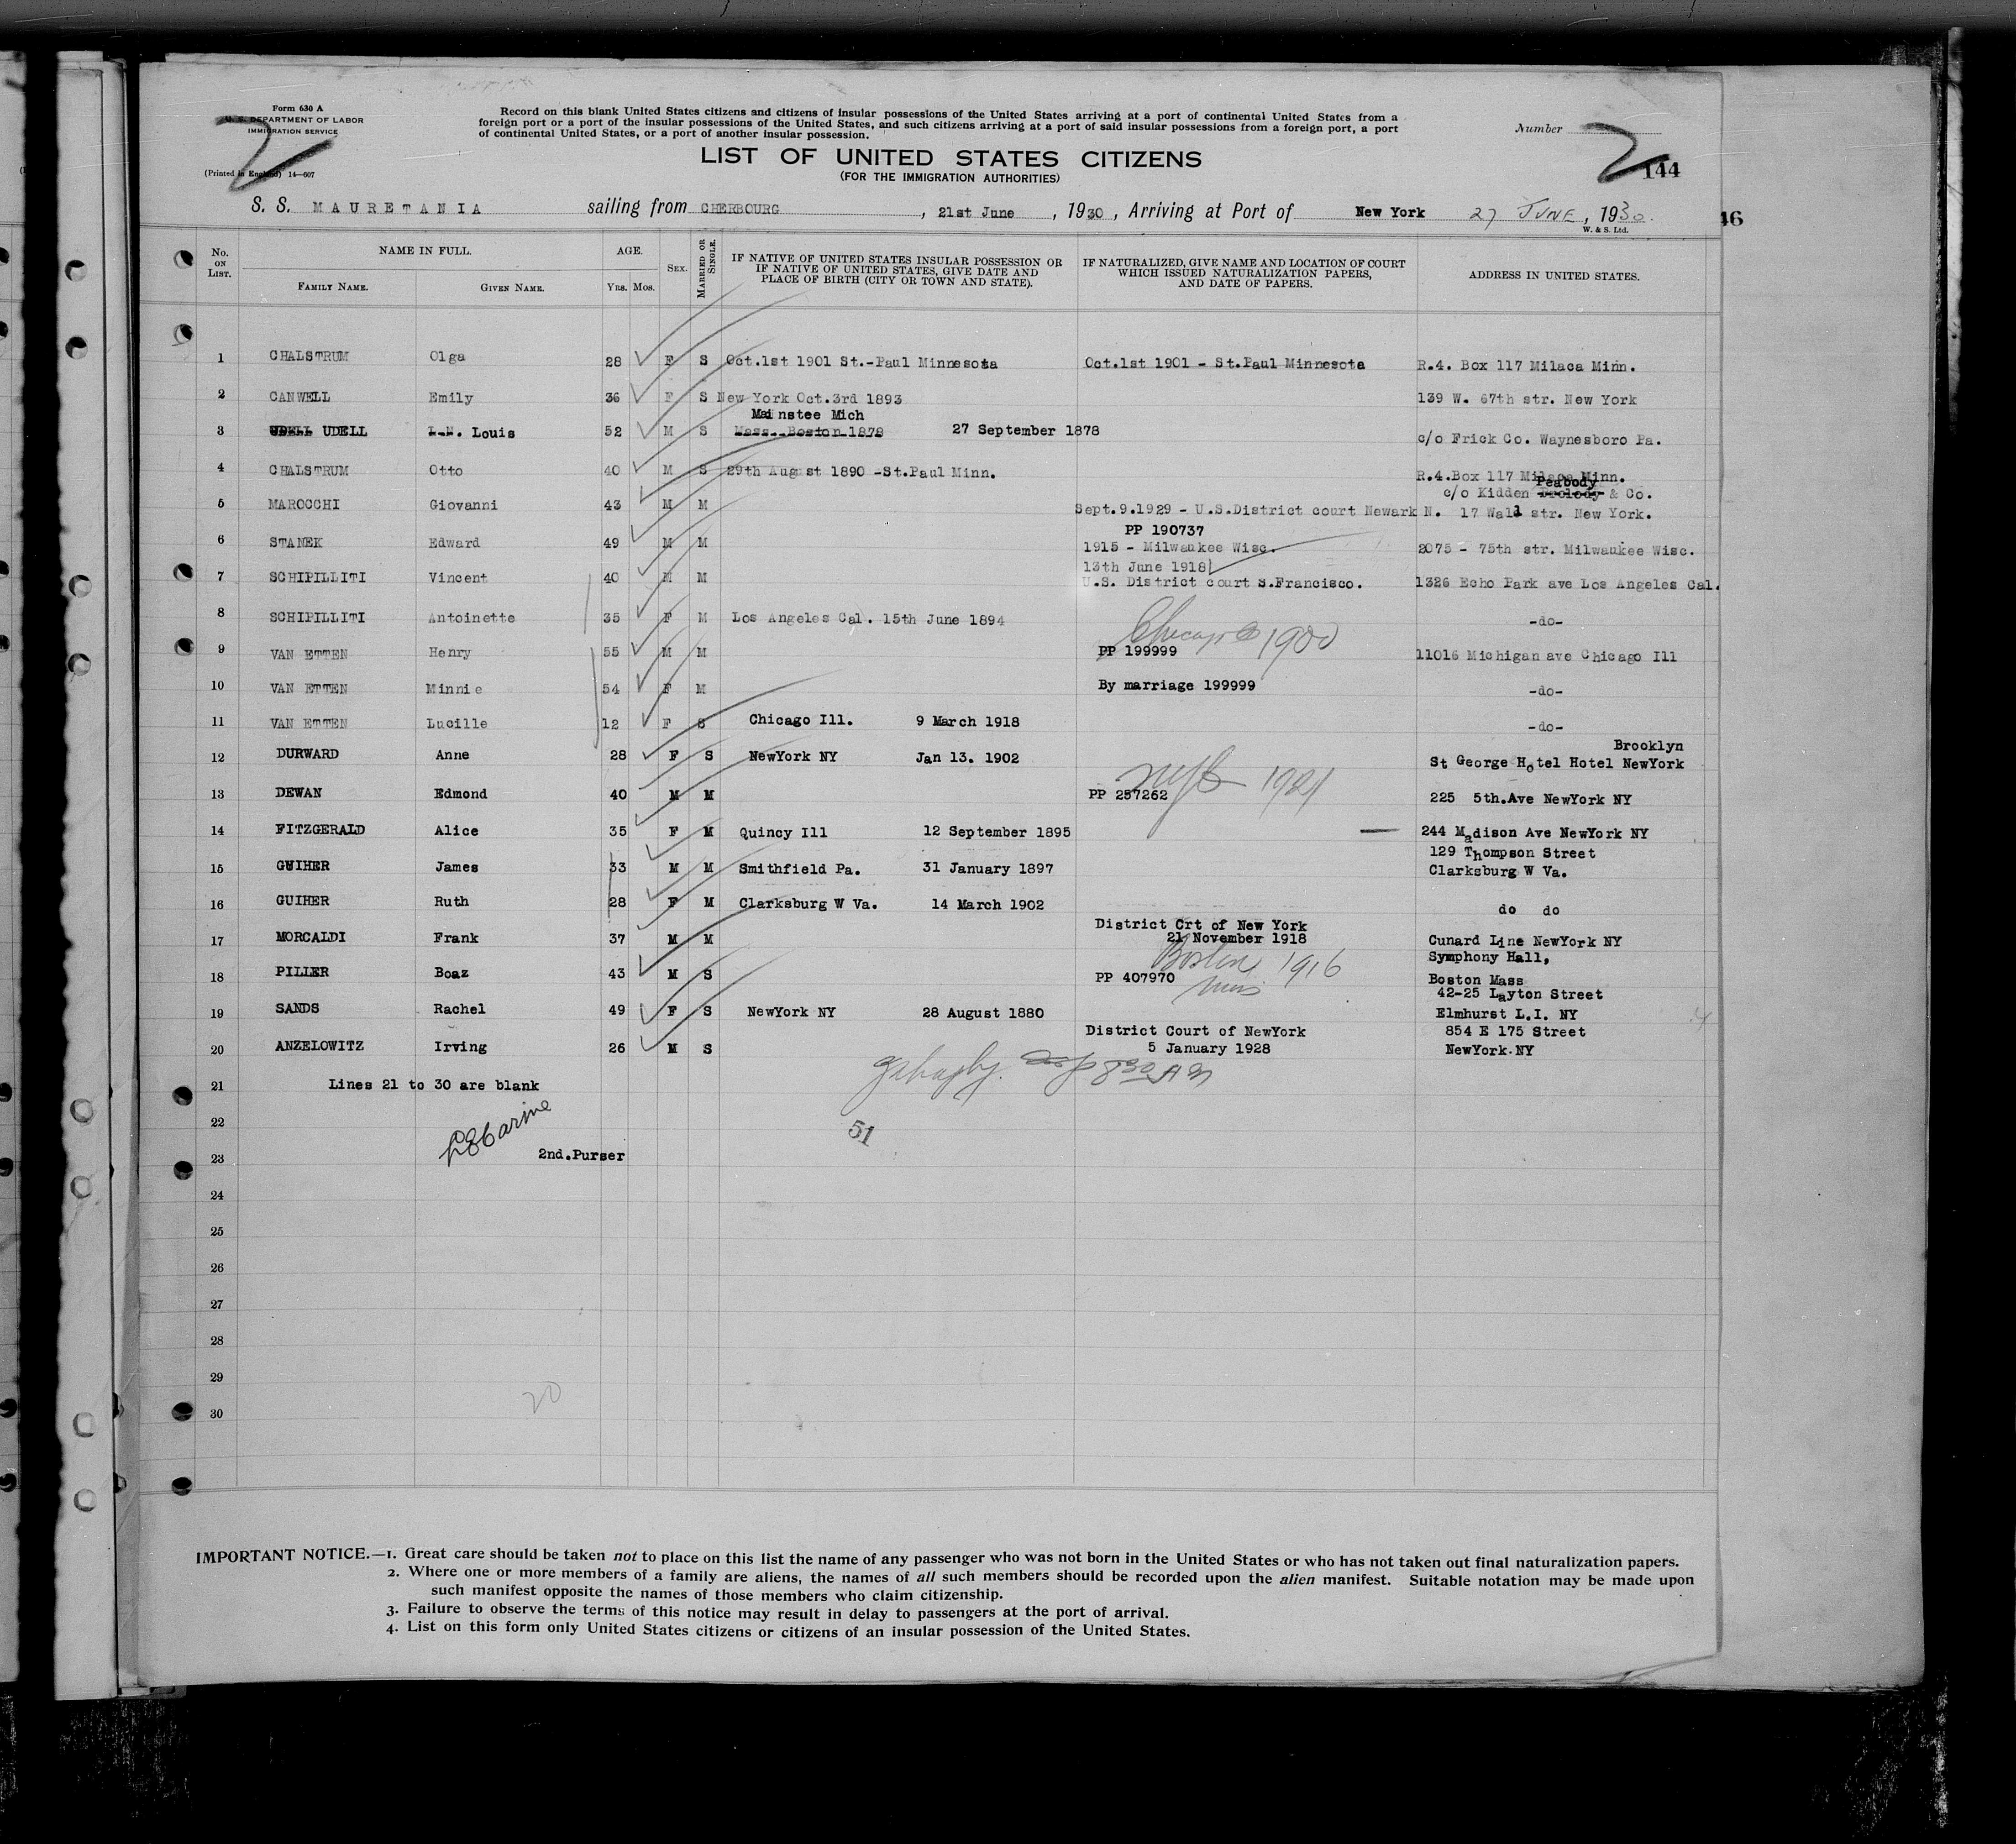 Form 630 A
U. S. DEPARTMENT OF LABOR
IMMIGRATION SERVICE
(Printed in England) 14—607
2
Record on this blank United States citizens and citizens of insular possessions of the United States arriving at a port of continental United States from a
foreign port or a port of the insular possessions of the United States, and such citizens arriving at a port of said insular possessions from a foreign port, a port
of continental United States, or a port of another insular possession.
Number
2
144
LIST OF UNITED STATES CITIZENS
(FOR THE IMMIGRATION AUTHORITIES)
S. S. MAURETANIA sailing from CHERBOURG, 21st June, 1930, Arriving at Port of New York 27 JUNE, 1930.
W. & S. Ltd.
46
No. ON LIST. NAME IN FULL. AGE. SEX. MARRIED OR SINGLE. IF NATIVE OF UNITED STATES INSULAR POSSESSION OR IF NATIVE OF UNITED STATES, GIVE DATE AND PLACE OF BIRTH (CITY OR TOWN AND STATE). IF NATURALIZED, GIVE NAME AND LOCATION OF COURT WHICH ISSUED NATURALIZATION PAPERS, AND DATE OF PAPERS. ADDRESS IN UNITED STATES.
FAMILY NAME. GIVEN NAME. YRS. MOS.
1 CHALSTRUM Olga 28 F S Oct.1st 1901 St.-Paul Minnesota Oct.1st 1901 - St.Paul Minnesota R.4. Box 117 Milaca Minn.
2 CANWELL Emily 36 F S New York Oct.3rd 1893 139 W. 67th str. New York
Mainstee Mich
3 UDELL UDELL L.N. Louis 52 M S Mass. Boston 1878 27 September 1878 c/o Frick Co. Waynesboro Pa.
4 CHALSTRUM Otto 40 M S 29th August 1890 -St.Paul Minn. R.4.Box 117 Milaca Minn.
Peabody
c/o Kidden & Co.
5 MAROCCHI Giovanni 43 M M Sept.9.1929 - U.S.District court Newark N. 17 Wall str. New York.
PP 190737
6 STANEK Edward 49 M M 1915 - Milwaukee Wisc. 2075 - 75th str. Milwaukee Wisc.
13th June 1918
7 SCHIPILLITI Vincent 40 M M U.S. District court S.Francisco. 1326 Echo Park ave Los Angeles Cal.
8 SCHIPILLITI Antoinette 35 F M Los Angeles Cal. 15th June 1894 -do-
Chicago 1900
9 VAN ETTEN Henry 55 M M PP 199999 11016 Michigan ave Chicago Ill
10 VAN ETTEN Minnie 54 F M By marriage 199999 -do-
11 VAN ETTEN Lucille 12 F S Chicago Ill. 9 March 1918 -do-
Brooklyn
12 DURWARD Anne 28 F S NewYork NY Jan 13. 1902 St George Hotel Hotel NewYork
13 DEWAN Edmond 40 M M PP 257262 225 5th.Ave NewYork NY
14 FITZGERALD Alice 35 F M Quincy Ill 12 September 1895 — 244 Madison Ave NewYork NY
129 Thompson Street
15 GUIHER James 33 M M Smithfield Pa. 31 January 1897 Clarksburg W Va.
16 GUIHER Ruth 28 F M Clarksburg W Va. 14 March 1902 do do
District Crt of New York
17 MORCALDI Frank 37 M M 21 November 1918 Cunard Line NewYork NY
Boston 1916
Symphony Hall,
18 PILLER Boaz 43 M S PP 407970 Boston Mass
Mass
42-25 Layton Street
19 SANDS Rachel 49 F S NewYork NY 28 August 1880 Elmhurst L.I. NY
District Court of NewYork 854 E 175 Street
20 ANZELOWITZ Irving 26 M S 5 January 1928 NewYork NY
830 AM
21 Lines 21 to 30 are blank
22
51
23 2nd.Purser
24
25
26
27
28
29
20
30
IMPORTANT NOTICE.—1. Great care should be taken not to place on this list the name of any passenger who was not born in the United States or who has not taken out final naturalization papers.
2. Where one or more members of a family are aliens, the names of all such members should be recorded upon the alien manifest. Suitable notation may be made upon
such manifest opposite the names of those members who claim citizenship.
3. Failure to observe the terms of this notice may result in delay to passengers at the port of arrival.
4. List on this form only United States citizens or citizens of an insular possession of the United States.